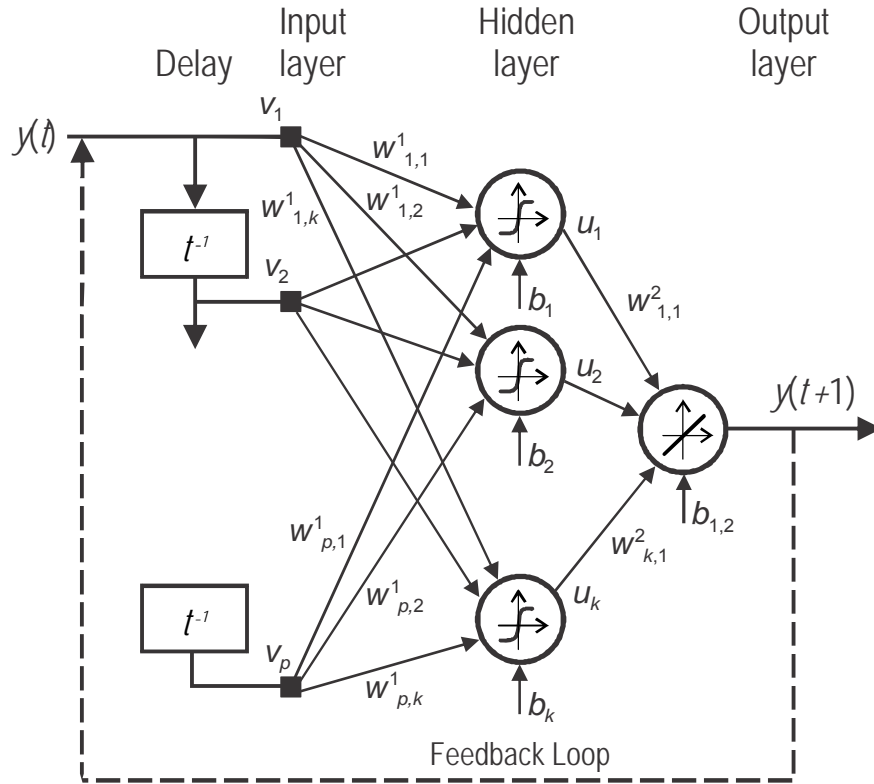 Delay
Input
layer
Hidden
layer
Output
layer
y(t)
v₁
w¹₁,₁
w¹₁,₂
w¹₁,ₖ
t⁻¹
v₂
u₁
b₁
w²₁,₁
u₂
b₂
y(t+1)
b₁,₂
w¹ₚ,₁
w¹ₚ,₂
w²ₖ,₁
t⁻¹
vₚ
w¹ₚ,ₖ
uₖ
bₖ
Feedback Loop